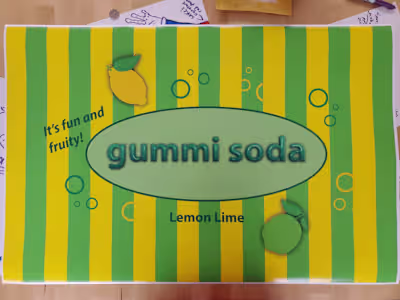 It's fun and
fruity!
gummi soda
Lemon Lime